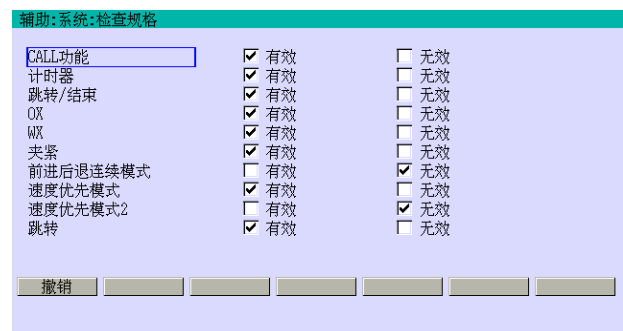 辅助:系统:检查规格
CALL功能 有效 无效
计时器 有效 无效
跳转/结束 有效 无效
OX 有效 无效
WX 有效 无效
夹紧 有效 无效
前进后退连续模式 有效 无效
速度优先模式 有效 无效
速度优先模式2 有效 无效
跳转 有效 无效
撤销